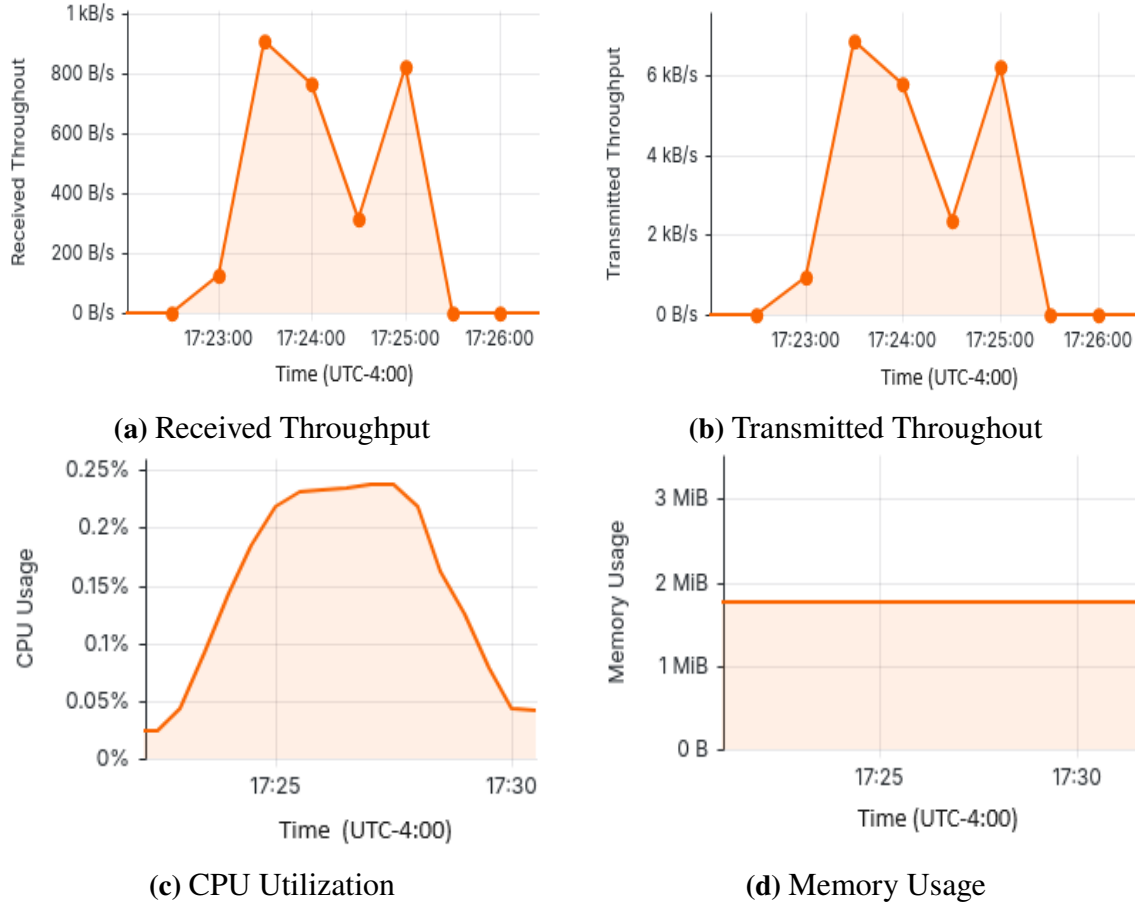 1 kB/s
800 B/s
600 B/s
400 B/s
200 B/s
0 B/s
Received Throughout
17:23:00 17:24:00 17:25:00 17:26:00
Time (UTC-4:00)
(a) Received Throughput
6 kB/s
4 kB/s
2 kB/s
0 B/s
Transmitted Throughput
17:23:00 17:24:00 17:25:00 17:26:00
Time (UTC-4:00)
(b) Transmitted Throughout
0.25%
0.2%
0.15%
0.1%
0.05%
0%
CPU Usage
17:25 17:30
Time (UTC-4:00)
(c) CPU Utilization
3 MiB
2 MiB
1 MiB
0 B
Memory Usage
17:25 17:30
Time (UTC-4:00)
(d) Memory Usage